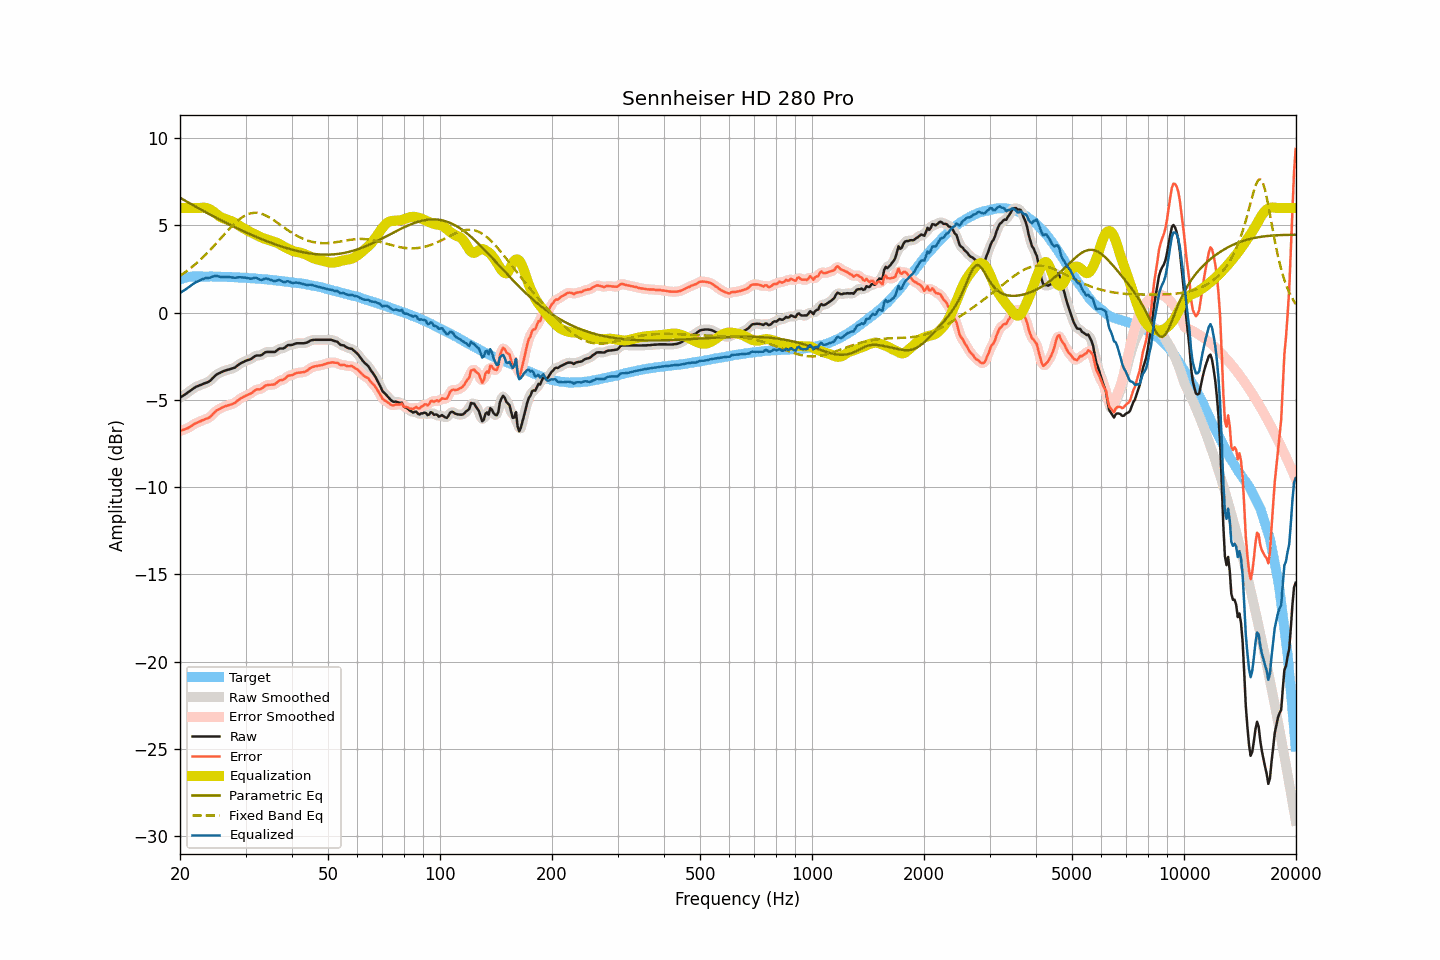 Sennheiser HD 280 Pro
10
5
0
−5
−10
−15
−20
−25
−30
Amplitude (dBr)
Target
Raw Smoothed
Error Smoothed
Raw
Error
Equalization
Parametric Eq
Fixed Band Eq
Equalized
20 50 100 200 500 1000 2000 5000 10000 20000
Frequency (Hz)